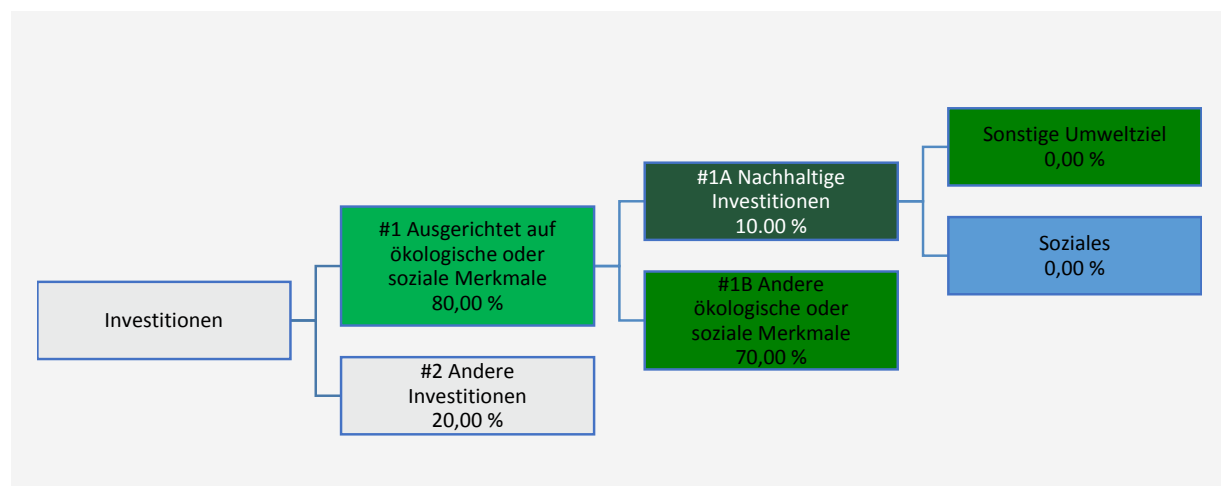 Investitionen
#1 Ausgerichtet auf
ökologische oder
soziale Merkmale
80,00 %
#2 Andere
Investitionen
20,00 %
#1A Nachhaltige
Investitionen
10.00 %
#1B Andere
ökologische oder
soziale Merkmale
70,00 %
Sonstige Umweltziel
0,00 %
Soziales
0,00 %